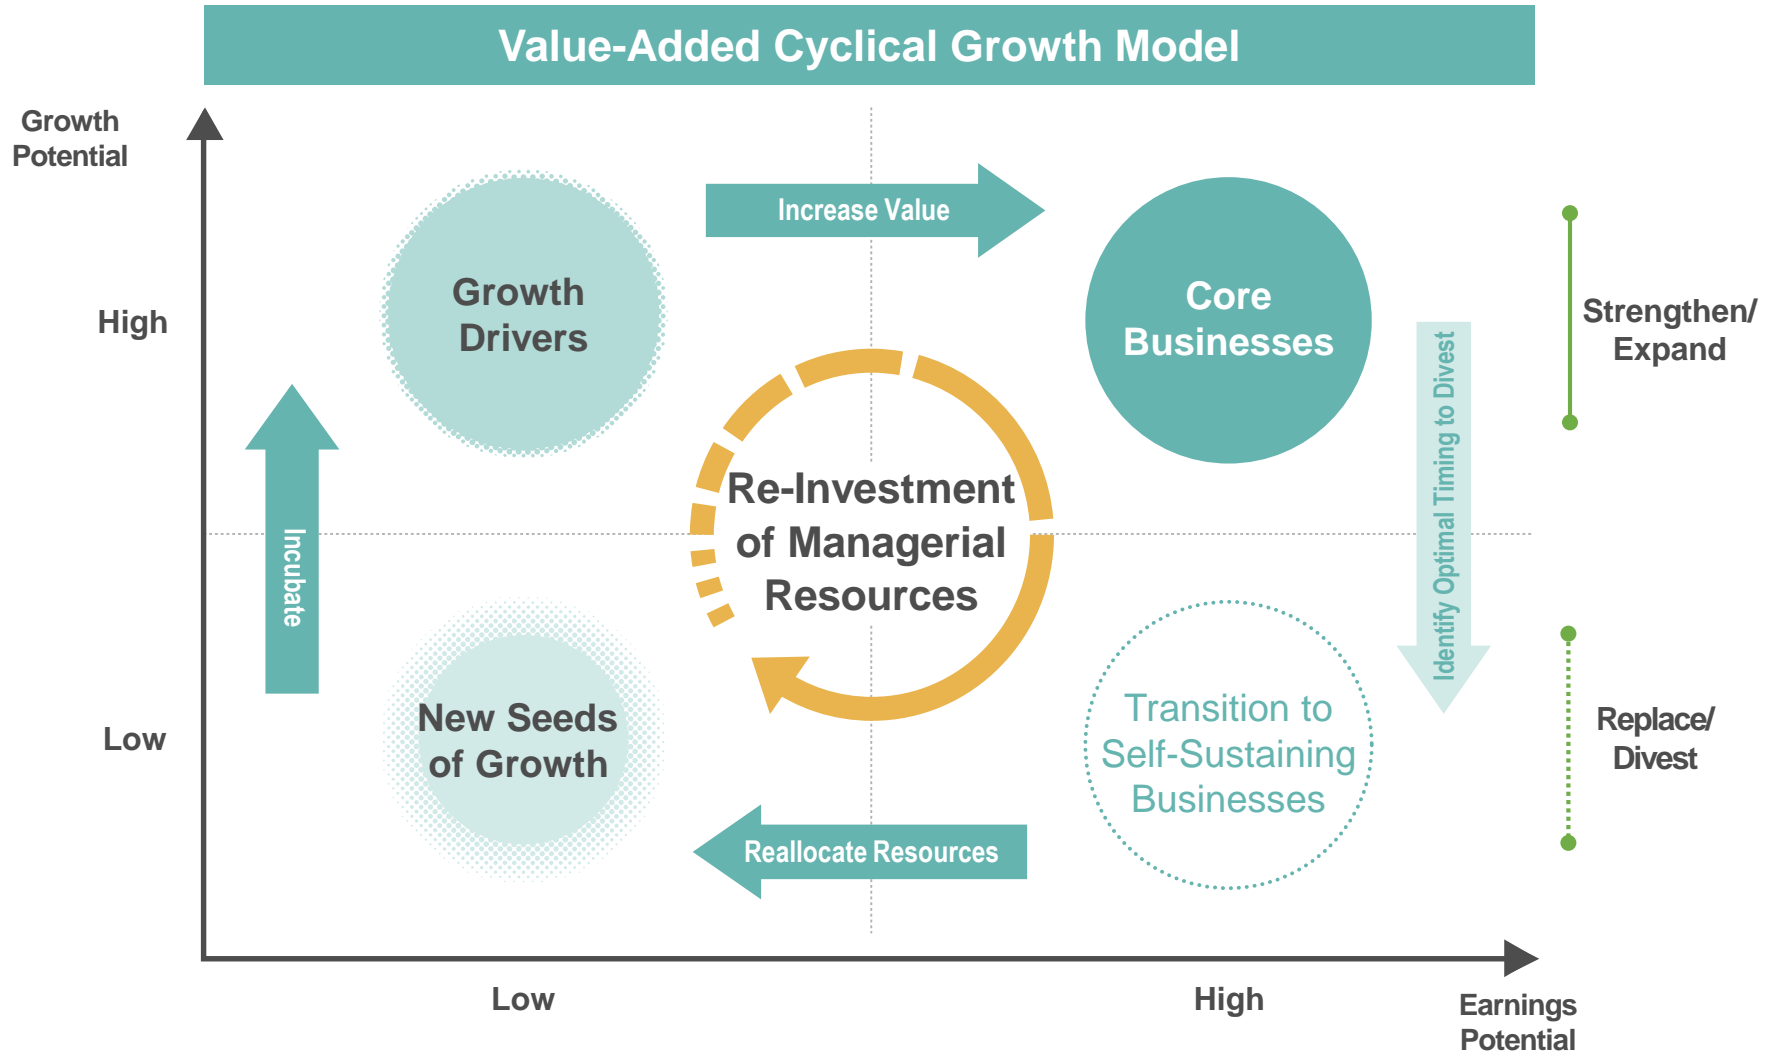 Value-Added Cyclical Growth Model
Growth
Potential
High
Low
Growth
Drivers
Increase Value
Core
Businesses
Strengthen/
Expand
Identify Optimal Timing to Divest
Incubate
Re-Investment
of Managerial
Resources
New Seeds
of Growth
Transition to
Self-Sustaining
Businesses
Replace/
Divest
Reallocate Resources
Low
High
Earnings
Potential